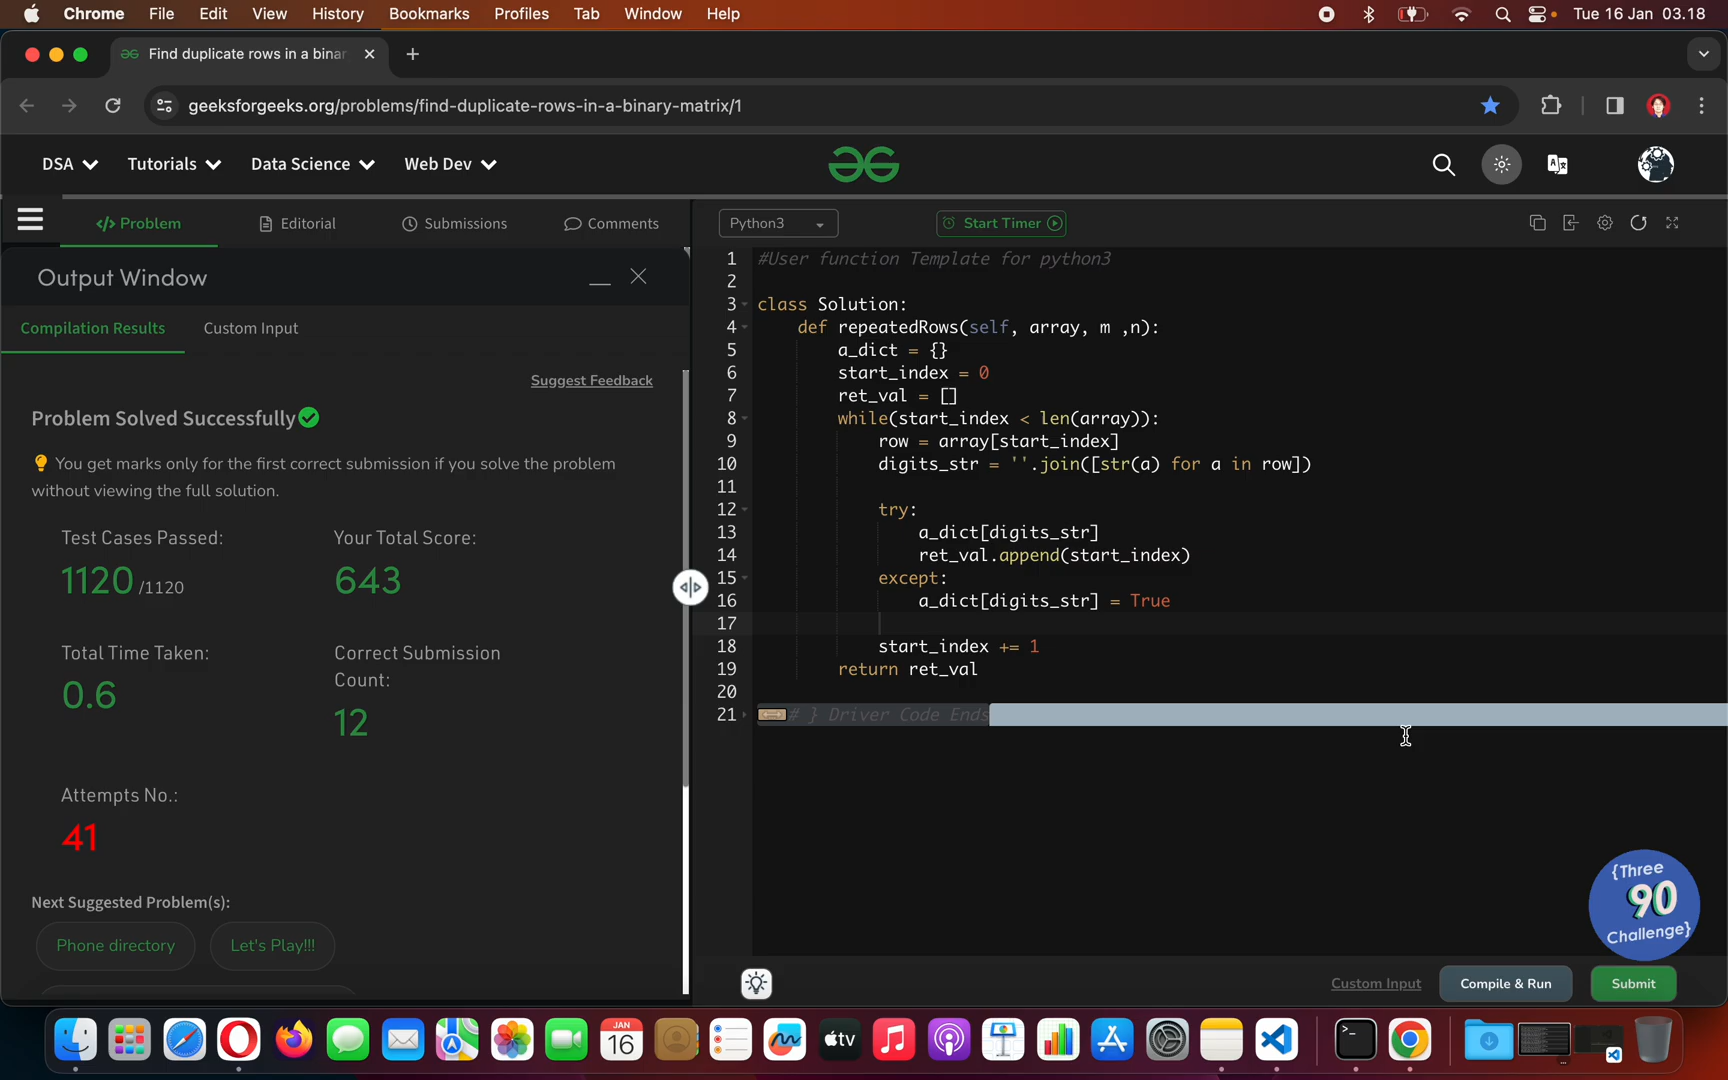 Chrome File Edit View History Bookmarks Profiles Tab Window Help Tue 16 Jan 03.18
Find duplicate rows in a binar
geeksforgeeks.org/problems/find-duplicate-rows-in-a-binary-matrix/1
DSA Tutorials Data Science Web Dev
Problem Editorial Submissions Comments
Output Window
Compilation Results Custom Input
Suggest Feedback
Problem Solved Successfully
You get marks only for the first correct submission if you solve the problem
without viewing the full solution.
Test Cases Passed: Your Total Score:
1120 /1120 643
Total Time Taken: Correct Submission
Count:
0.6
12
Attempts No.:
41
Next Suggested Problem(s):
Phone directory Let's Play!!!
Python3 Start Timer
1 #User function Template for python3
2
3 class Solution:
4 def repeatedRows(self, array, m ,n):
5 a_dict = {}
6 start_index = 0
7 ret_val = []
8 while(start_index < len(array)):
9 row = array[start_index]
10 digits_str = ''.join([str(a) for a in row])
11
12 try:
13 a_dict[digits_str]
14 ret_val.append(start_index)
15 except:
16 a_dict[digits_str] = True
17
18 start_index += 1
19 return ret_val
20
21 # } Driver Code Ends
{Three
90
Challenge}
Custom Input Compile & Run Submit
JAN
16
tv